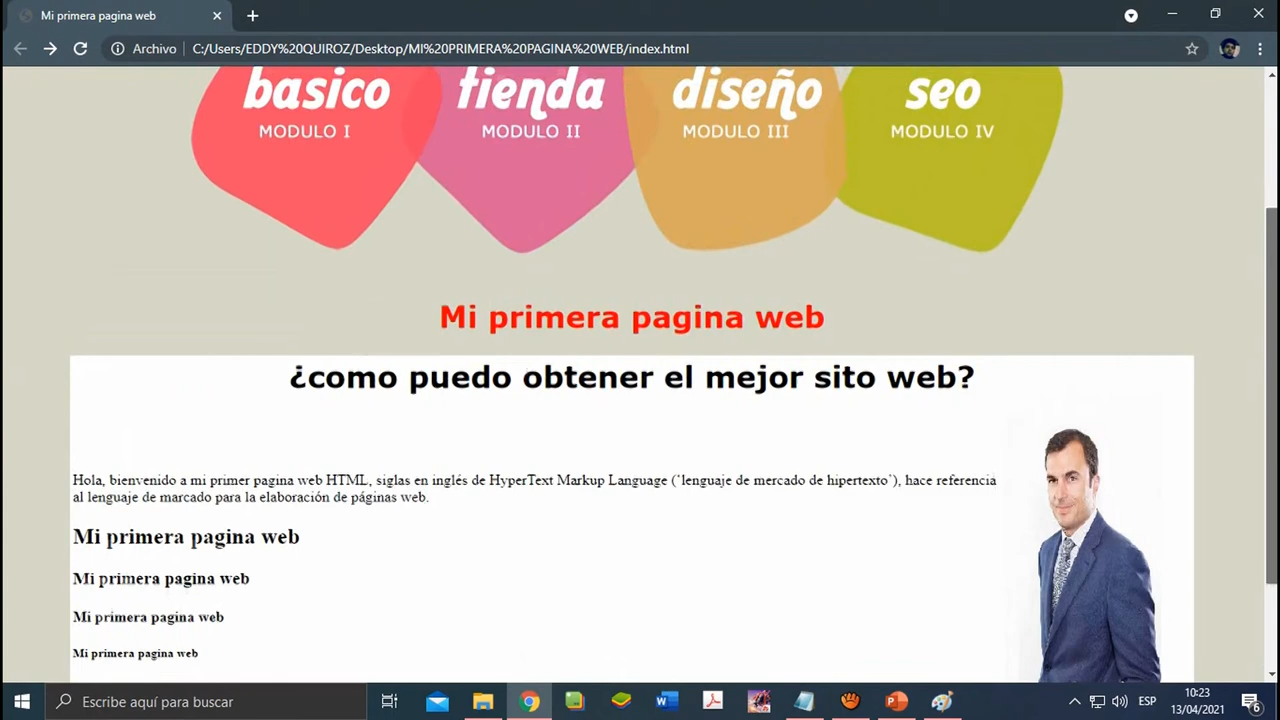 Mi primera pagina web
Archivo
C:/Users/EDDY%20QUIROZ/Desktop/MI%20PRIMERA%20PAGINA%20WEB/index.html
basico tienda diseño seo
MODULO I MODULO II MODULO III MODULO IV
Mi primera pagina web
¿como puedo obtener el mejor sito web?
Hola, bienvenido a mi primer pagina web HTML, siglas en inglés de HyperText Markup Language (‘lenguaje de mercado de hipertexto’), hace referencia
al lenguaje de marcado para la elaboración de páginas web.
Mi primera pagina web
Mi primera pagina web
Mi primera pagina web
Mi primera pagina web
Escribe aquí para buscar
ESP
10:23
13/04/2021
6